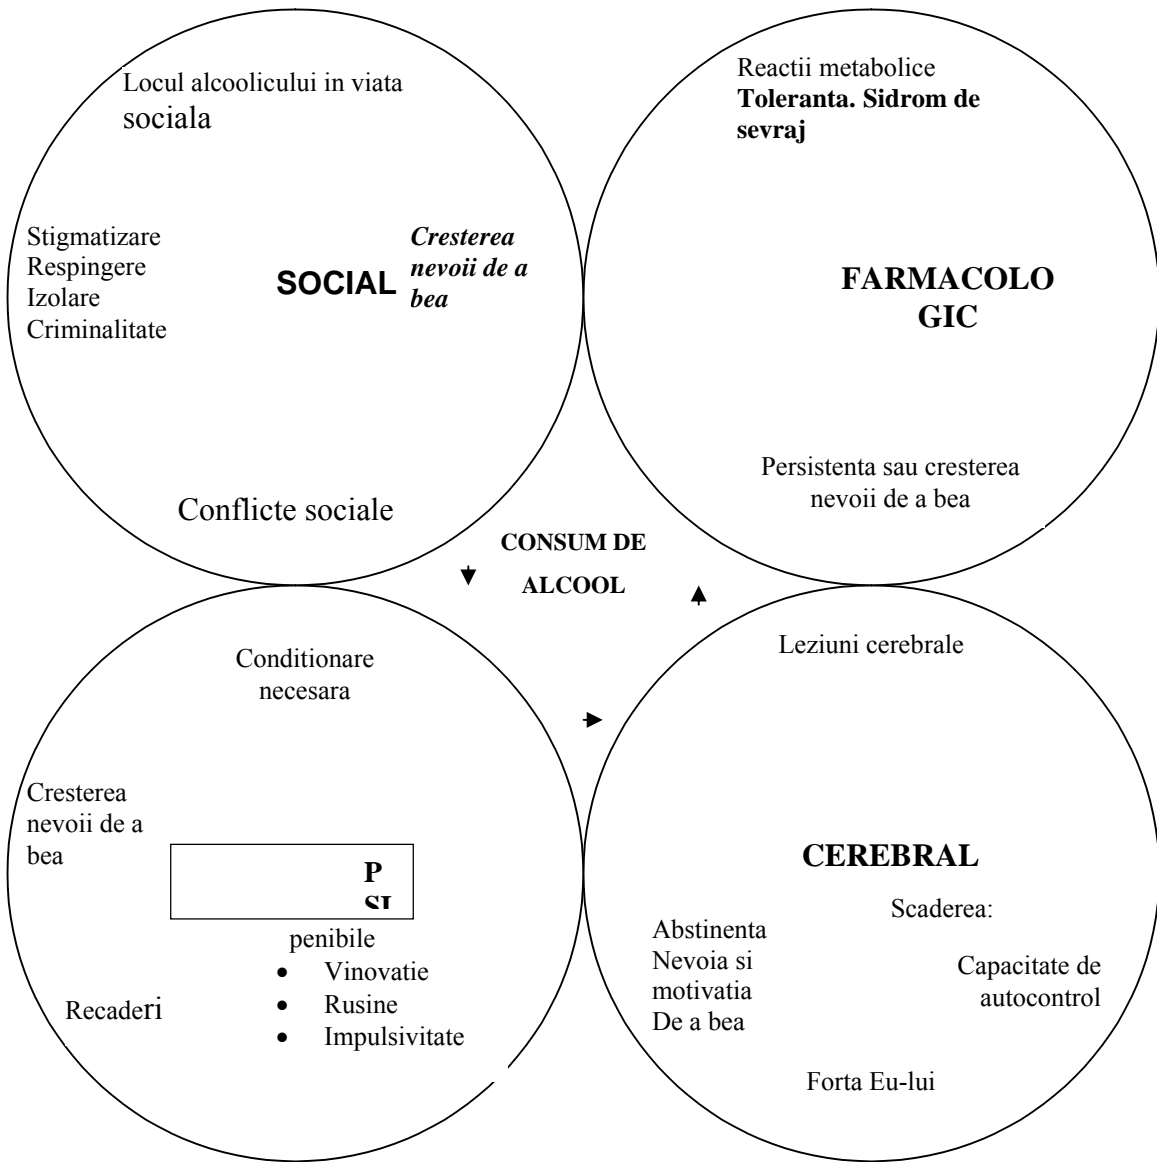 Locul alcoolicului in viata
sociala
Stigmatizare
Respingere
Izolare
Criminalitate
SOCIAL
Cresterea
nevoii de a
bea
Conflicte sociale
Reactii metabolice
Toleranta. Sidrom de
sevraj
FARMACOLO
GIC
Persistenta sau cresterea
nevoii de a bea
CONSUM DE
ALCOOL
Conditionare
necesara
Cresterea
nevoii de a
bea
P
SI
penibile
• Vinovatie
• Rusine
• Impulsivitate
Recaderi
Leziuni cerebrale
CEREBRAL
Scaderea:
Abstinenta
Nevoia si
motivatia
De a bea
Capacitate de
autocontrol
Forta Eu-lui